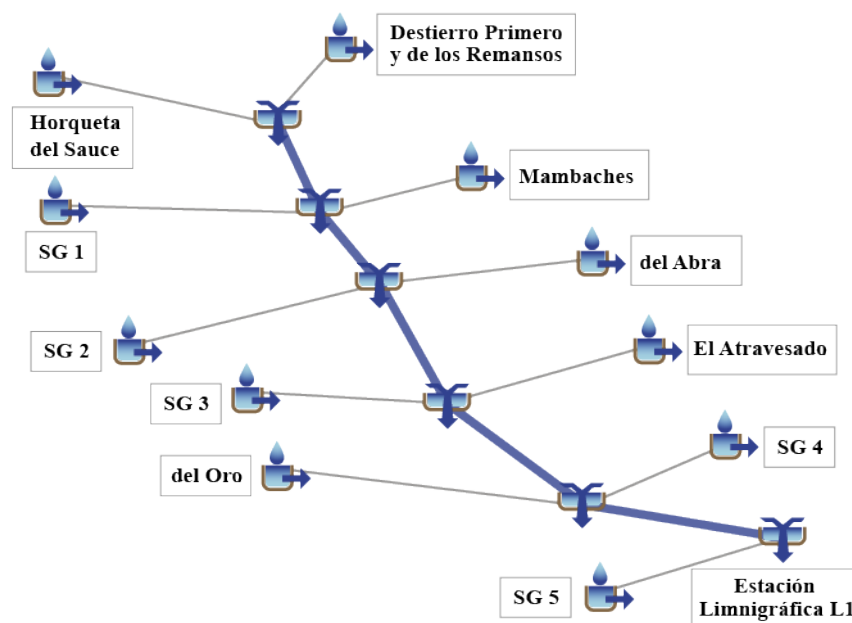 Destierro Primero
y de los Remansos
Horqueta
del Sauce
Mambaches
SG 1
del Abra
SG 2
El Atravesado
SG 3
SG 4
del Oro
SG 5
Estación
Limnigráfica L1